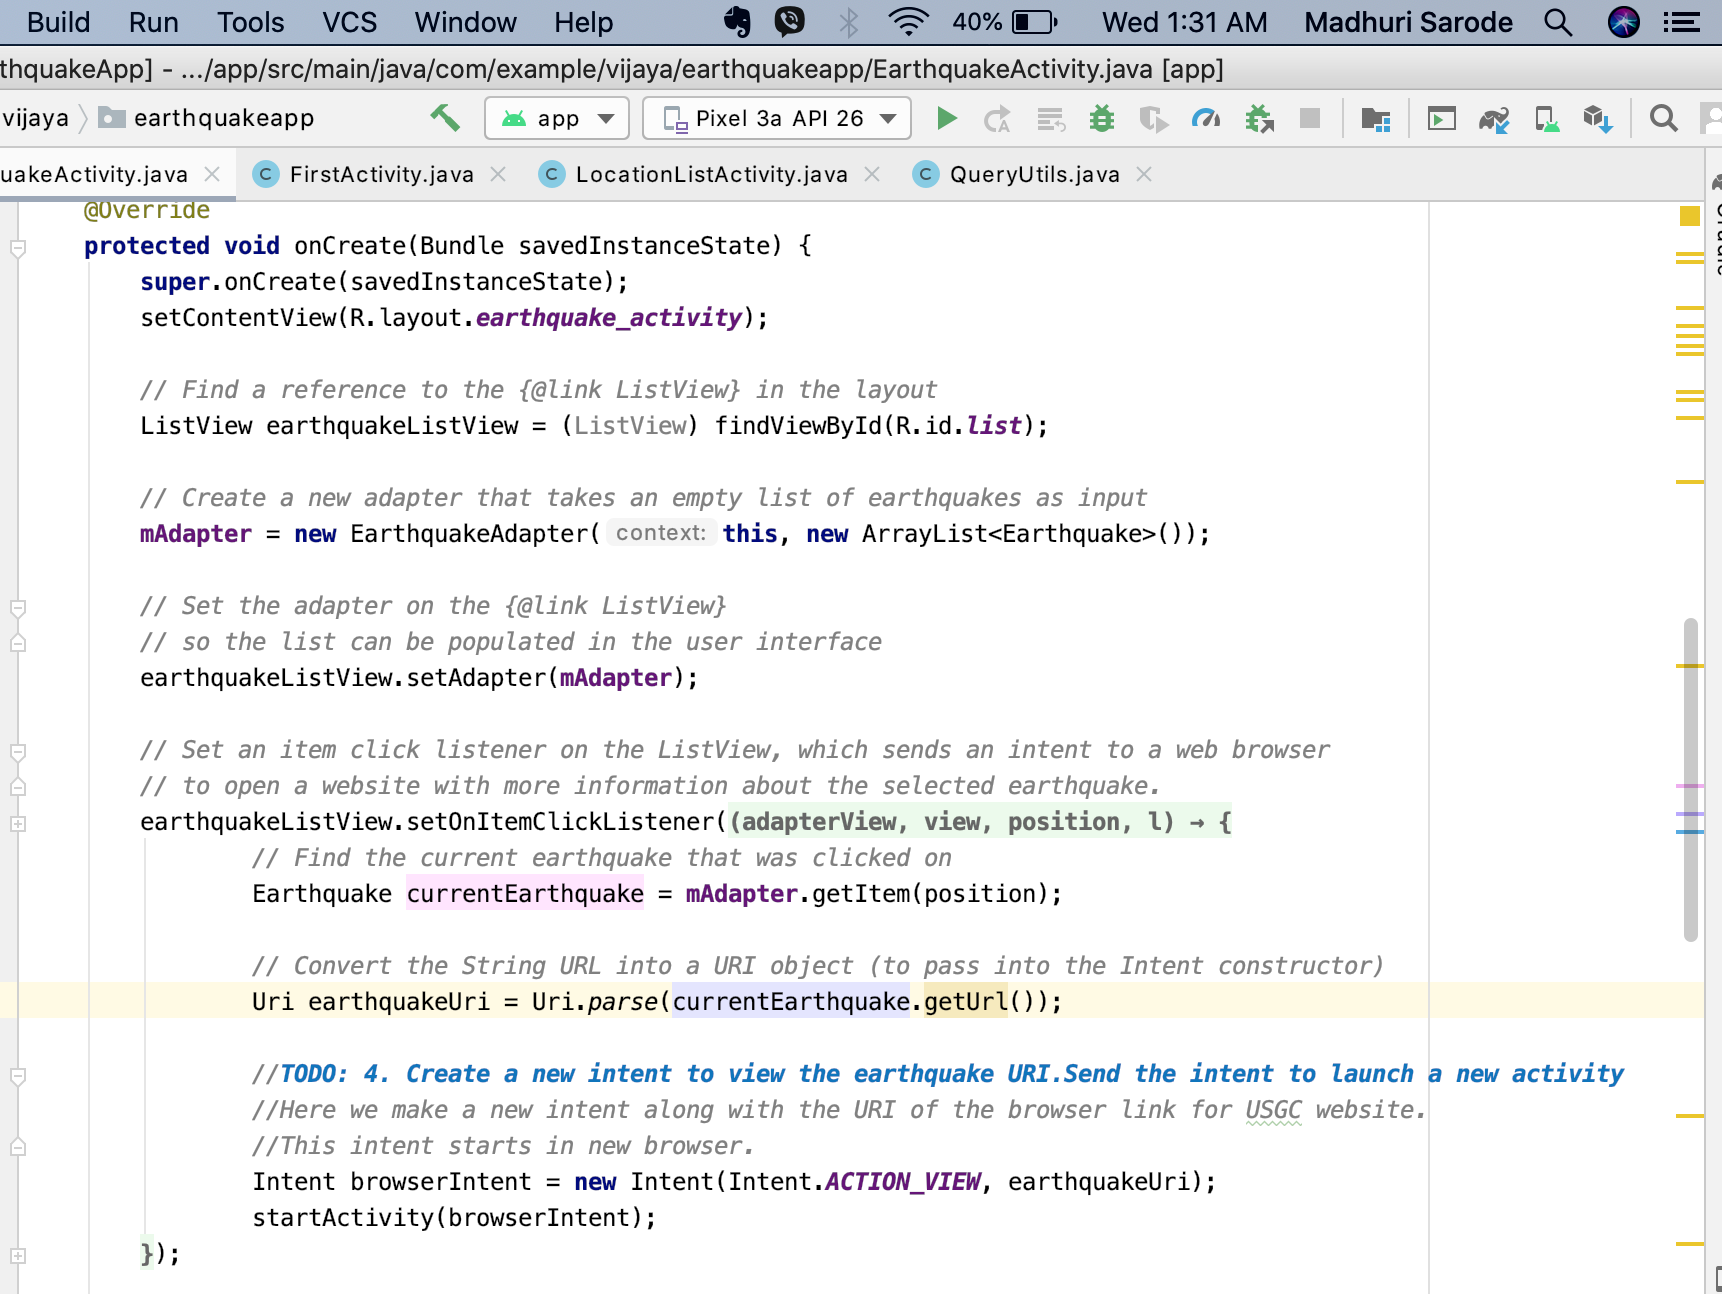 Build Run Tools VCS Window Help 40% Wed 1:31 AM Madhuri Sarode
thquakeApp] - .../app/src/main/java/com/example/vijaya/earthquakeapp/EarthquakeActivity.java [app]
vijaya earthquakeapp app Pixel 3a API 26
uakeActivity.java FirstActivity.java LocationListActivity.java QueryUtils.java
@Override
protected void onCreate(Bundle savedInstanceState) {
super.onCreate(savedInstanceState);
setContentView(R.layout.earthquake_activity);
// Find a reference to the {@link ListView} in the layout
ListView earthquakeListView = (ListView) findViewById(R.id.list);
// Create a new adapter that takes an empty list of earthquakes as input
mAdapter = new EarthquakeAdapter( context: this, new ArrayList<Earthquake>());
// Set the adapter on the {@link ListView}
// so the list can be populated in the user interface
earthquakeListView.setAdapter(mAdapter);
// Set an item click listener on the ListView, which sends an intent to a web browser
// to open a website with more information about the selected earthquake.
earthquakeListView.setOnItemClickListener((adapterView, view, position, l) → {
// Find the current earthquake that was clicked on
Earthquake currentEarthquake = mAdapter.getItem(position);
// Convert the String URL into a URI object (to pass into the Intent constructor)
Uri earthquakeUri = Uri.parse(currentEarthquake.getUrl());
//TODO: 4. Create a new intent to view the earthquake URI.Send the intent to launch a new activity
//Here we make a new intent along with the URI of the browser link for USGC website.
//This intent starts in new browser.
Intent browserIntent = new Intent(Intent.ACTION_VIEW, earthquakeUri);
startActivity(browserIntent);
});